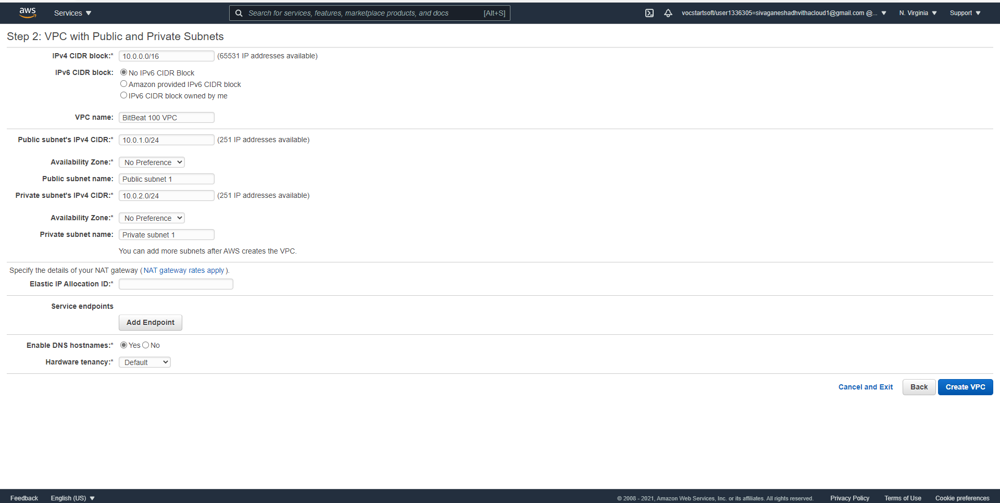 aws Services Search for services, features, marketplace products, and docs [Alt+S] vocstartsoft/user1336305=sivaganeshadhvithacloud1@gmail.com @... N. Virginia Support
Step 2: VPC with Public and Private Subnets
IPv4 CIDR block:* 10.0.0.0/16 (65531 IP addresses available)
IPv6 CIDR block: No IPv6 CIDR Block
Amazon provided IPv6 CIDR block
IPv6 CIDR block owned by me
VPC name: BitBeat 100 VPC
Public subnet's IPv4 CIDR:* 10.0.1.0/24 (251 IP addresses available)
Availability Zone:* No Preference
Public subnet name: Public subnet 1
Private subnet's IPv4 CIDR:* 10.0.2.0/24 (251 IP addresses available)
Availability Zone:* No Preference
Private subnet name: Private subnet 1
You can add more subnets after AWS creates the VPC.
Specify the details of your NAT gateway (NAT gateway rates apply).
Elastic IP Allocation ID:*
Service endpoints
Add Endpoint
Enable DNS hostnames:* Yes No
Hardware tenancy:* Default
Cancel and Exit Back Create VPC
Feedback English (US) © 2008 - 2021, Amazon Web Services, Inc. or its affiliates. All rights reserved. Privacy Policy Terms of Use Cookie preferences